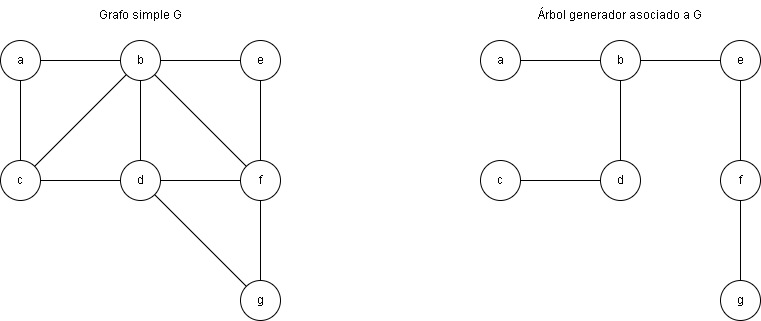 Grafo simple G
Árbol generador asociado a G
a b e
a b e
c d f
c d f
g
g